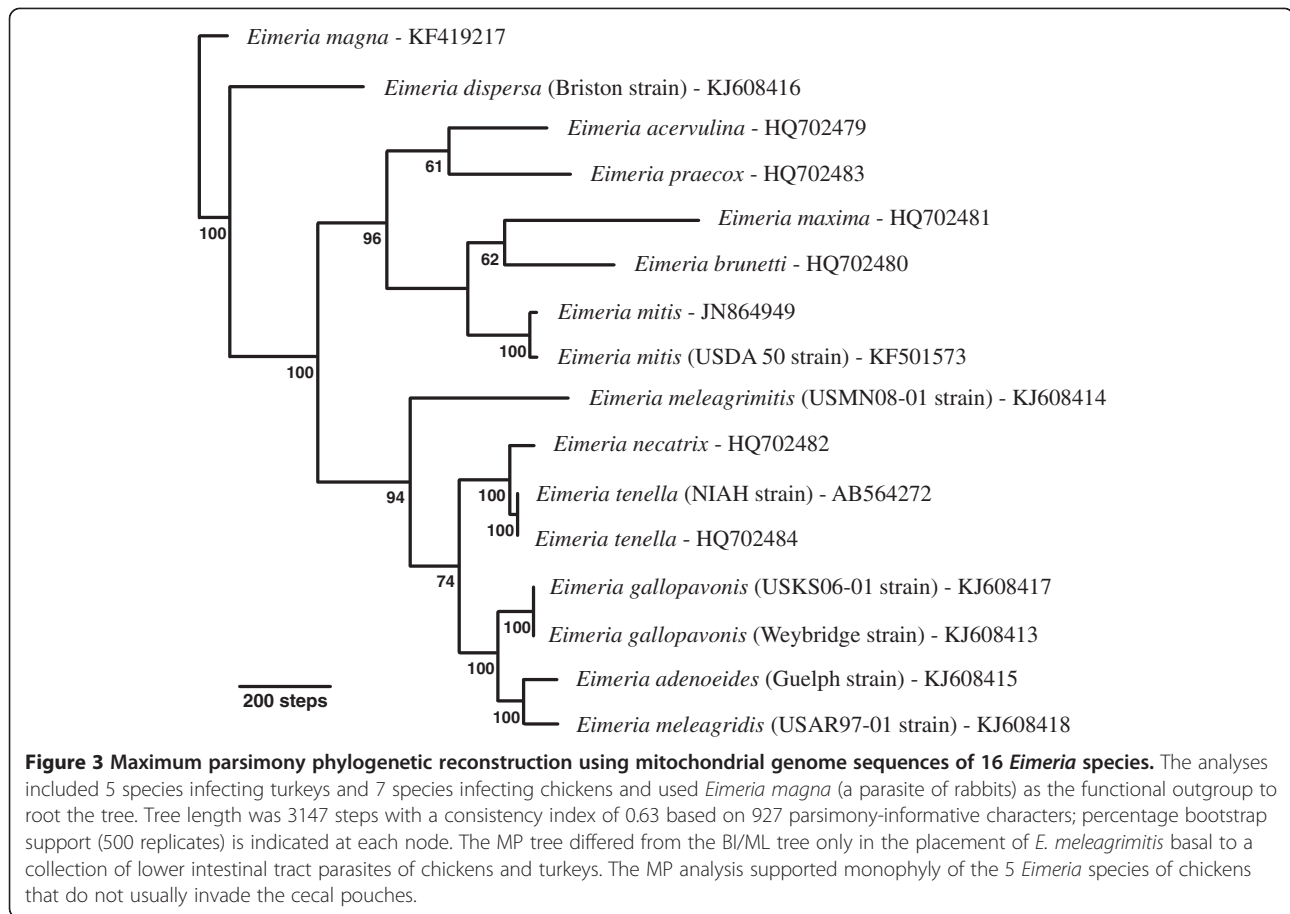 Eimeria magna - KF419217
Eimeria dispersa (Briston strain) - KJ608416
Eimeria acervulina - HQ702479
61
Eimeria praecox - HQ702483
Eimeria maxima - HQ702481
100
96
62
Eimeria brunetti - HQ702480
Eimeria mitis - JN864949
100
Eimeria mitis (USDA 50 strain) - KF501573
100
Eimeria meleagrimitis (USMN08-01 strain) - KJ608414
Eimeria necatrix - HQ702482
94
100
Eimeria tenella (NIAH strain) - AB564272
100
Eimeria tenella - HQ702484
74
Eimeria gallopavonis (USKS06-01 strain) - KJ608417
100
Eimeria gallopavonis (Weybridge strain) - KJ608413
100
Eimeria adenoeides (Guelph strain) - KJ608415
200 steps
100
Eimeria meleagridis (USAR97-01 strain) - KJ608418
Figure 3 Maximum parsimony phylogenetic reconstruction using mitochondrial genome sequences of 16 Eimeria species. The analyses
included 5 species infecting turkeys and 7 species infecting chickens and used Eimeria magna (a parasite of rabbits) as the functional outgroup to
root the tree. Tree length was 3147 steps with a consistency index of 0.63 based on 927 parsimony-informative characters; percentage bootstrap
support (500 replicates) is indicated at each node. The MP tree differed from the BI/ML tree only in the placement of E. meleagrimitis basal to a
collection of lower intestinal tract parasites of chickens and turkeys. The MP analysis supported monophyly of the 5 Eimeria species of chickens
that do not usually invade the cecal pouches.